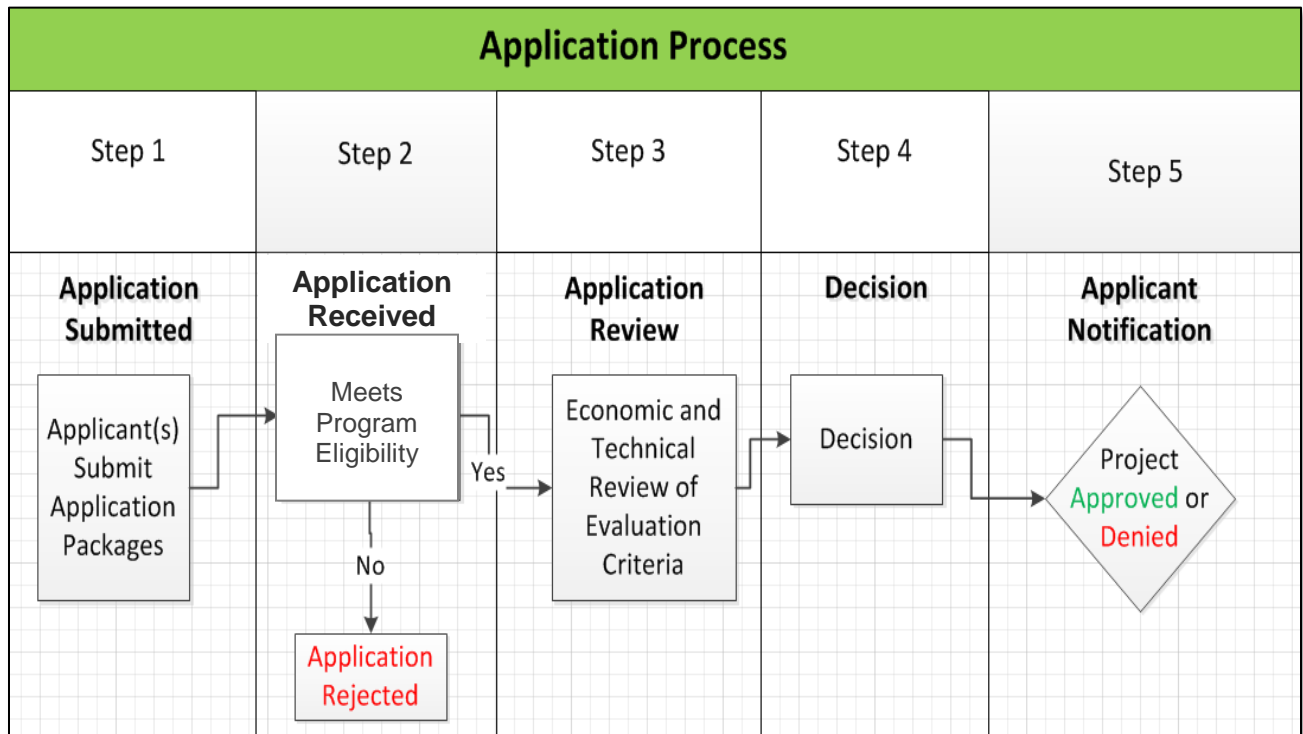 Application Process
Step 1
Step 2
Step 3
Step 4
Step 5
Application
Submitted
Applicant(s)
Submit
Application
Packages
Application
Received
Meets
Program
Eligibility
Yes
No
Application
Rejected
Application
Review
Economic and
Technical
Review of
Evaluation
Criteria
Decision
Decision
Applicant
Notification
Project
Approved or
Denied